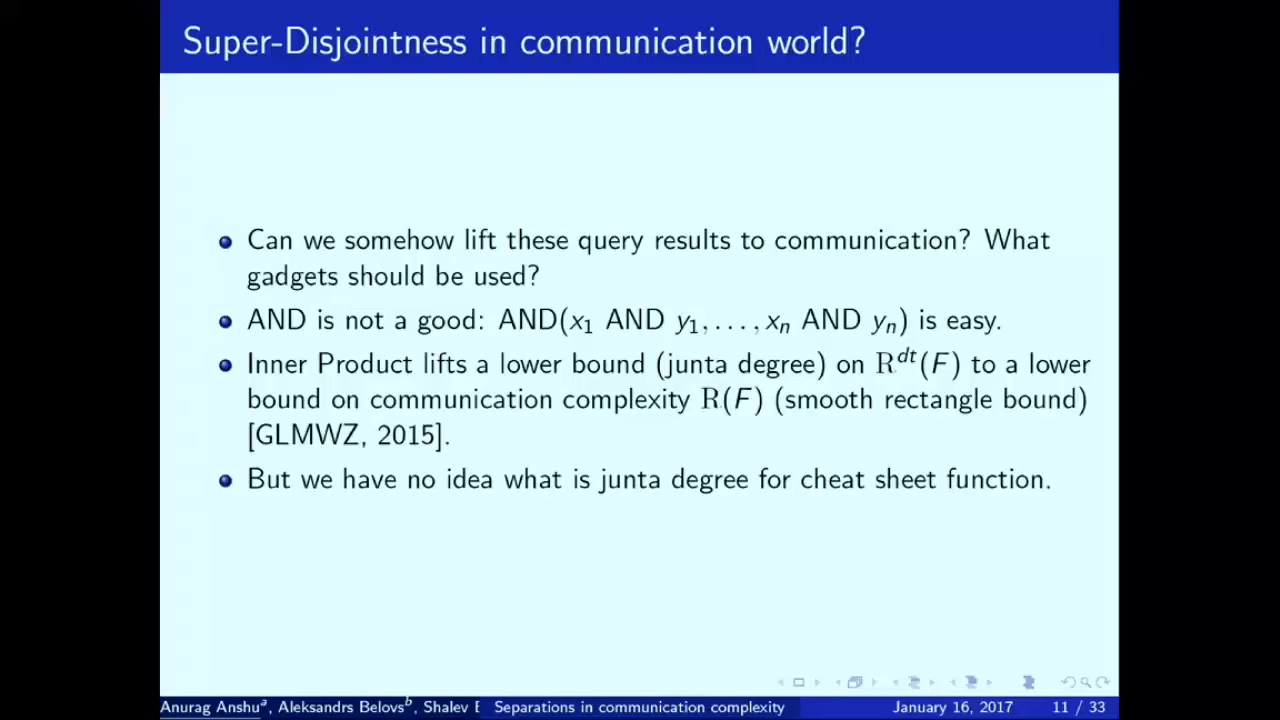 Super-Disjointness in communication world?
Can we somehow lift these query results to communication? What
gadgets should be used?
AND is not a good: AND(x₁ AND y₁, . . . , xₙ AND yₙ) is easy.
Inner Product lifts a lower bound (junta degree) on Rᵈᵗ(F) to a lower
bound on communication complexity R(F) (smooth rectangle bound)
[GLMWZ, 2015].
But we have no idea what is junta degree for cheat sheet function.
Anurag Anshuᵃ, Aleksandrs Belovsᵇ, Shalev Separations in communication complexity January 16, 2017 11 / 33